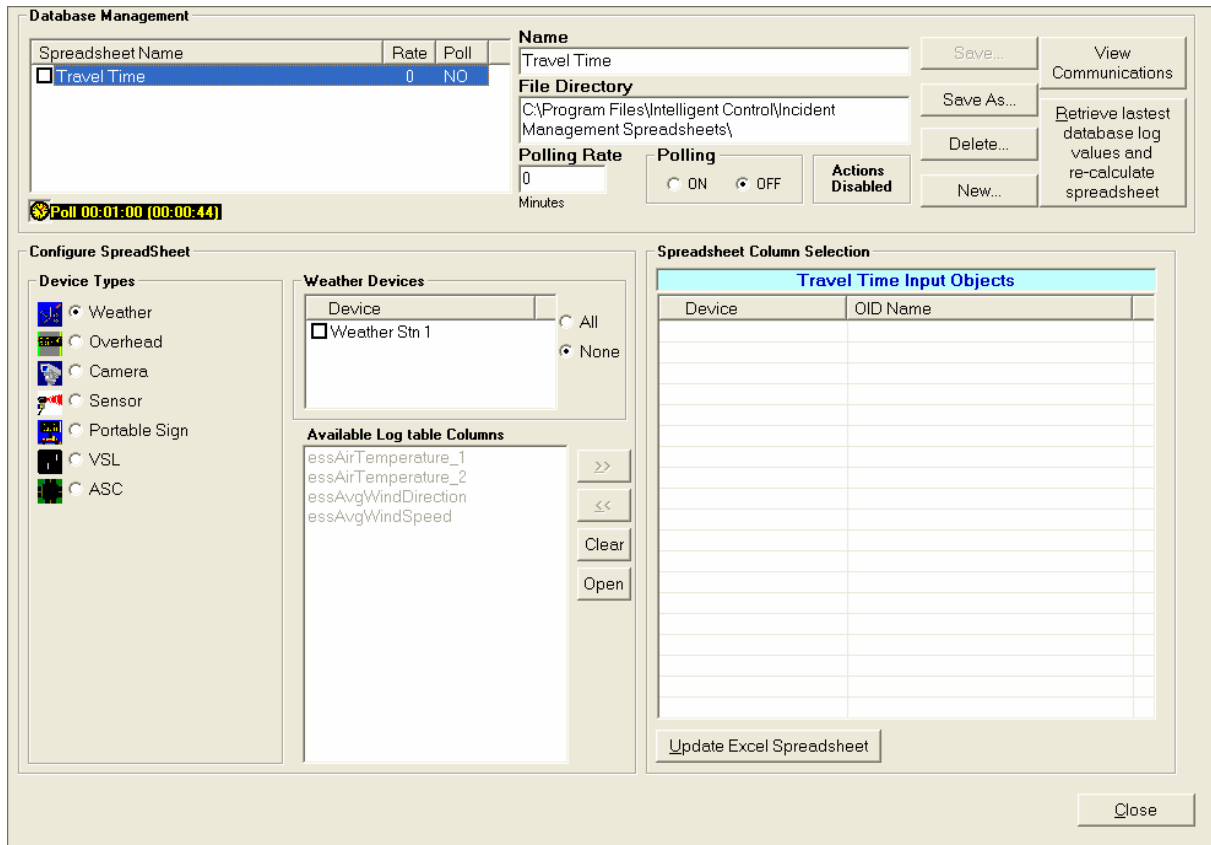 Database Management
Spreadsheet Name Rate Poll
Travel Time 0 NO
Poll 00:01:00 (00:00:44)
Name
Travel Time
File Directory
C:\Program Files\Intelligent Control\Incident
Management Spreadsheets\
Polling Rate
0
Minutes
Polling
ON OFF
Actions
Disabled
Save...
Save As...
Delete...
New...
View
Communications
Retrieve lastest
database log
values and
re-calculate
spreadsheet
Configure SpreadSheet
Device Types
Weather
Overhead
Camera
Sensor
Portable Sign
VSL
ASC
Weather Devices
Device
Weather Stn 1
All
None
Available Log table Columns
essAirTemperature_1
essAirTemperature_2
essAvgWindDirection
essAvgWindSpeed
>>
<<
Clear
Open
Spreadsheet Column Selection
Travel Time Input Objects
Device OID Name
Update Excel Spreadsheet
Close